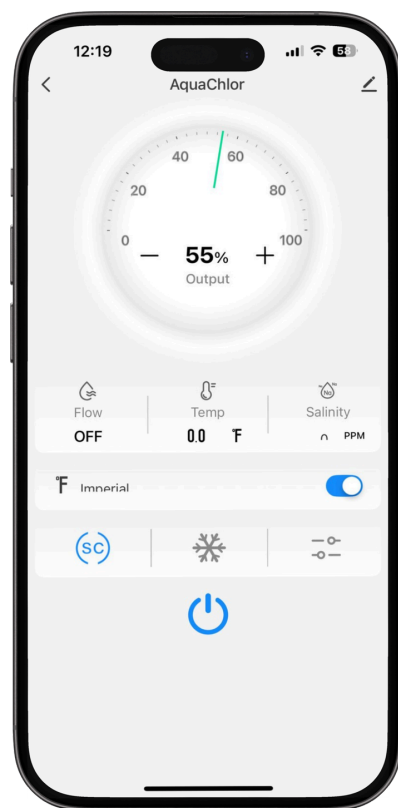 12:19
58
AquaChlor
40 60
20 80
0 100
− 55% +
Output
Flow Temp Salinity
OFF 0.0 °F PPM
°F Imperial
SC